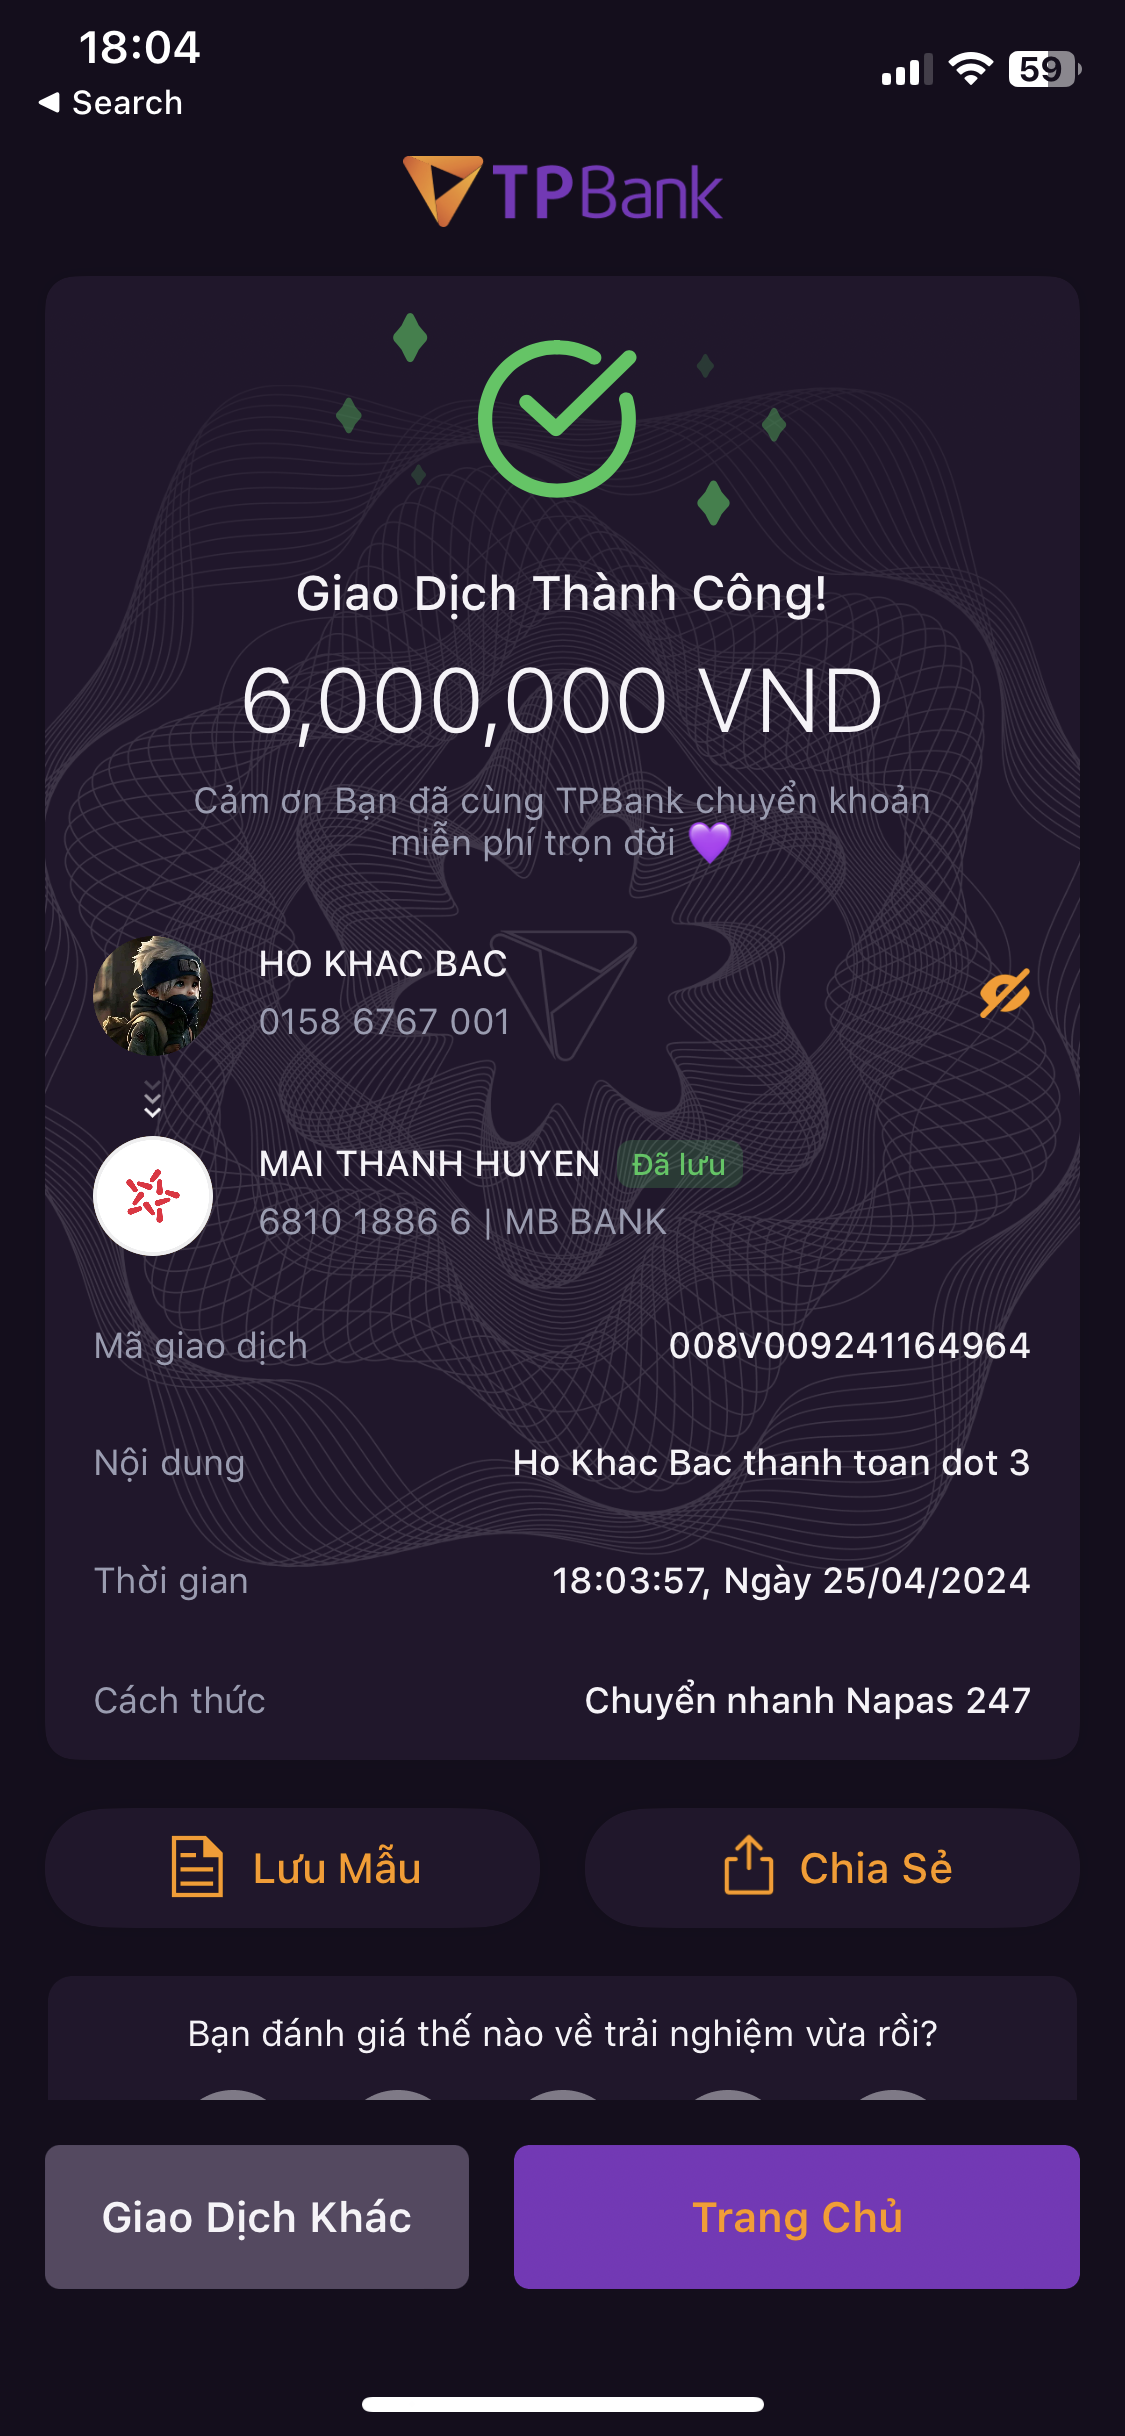 18:04
59
Search
TPBank
Giao Dịch Thành Công!
6,000,000 VND
Cảm ơn Bạn đã cùng TPBank chuyển khoản
miễn phí trọn đời 💜
HO KHAC BAC
0158 6767 001
MAI THANH HUYEN Đã lưu
6810 1886 6 | MB BANK
Mã giao dịch 008V009241164964
Nội dung Ho Khac Bac thanh toan dot 3
Thời gian 18:03:57, Ngày 25/04/2024
Cách thức Chuyển nhanh Napas 247
Lưu Mẫu
Chia Sẻ
Bạn đánh giá thế nào về trải nghiệm vừa rồi?
Giao Dịch Khác
Trang Chủ